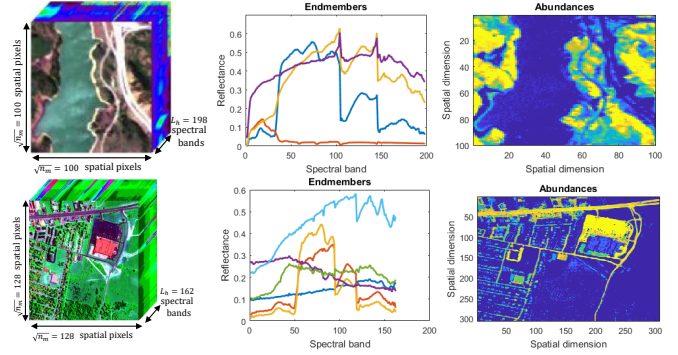 Endmembers
Abundances
√n_m = 100 spatial pixels
L_h = 198
spectral
bands
√n_m = 100 spatial pixels
Reflectance
0.6
0.5
0.4
0.3
0.2
0.1
0
0 50 100 150 200
Spectral band
Spatial dimension
20
40
60
80
100
20 40 60 80 100
Spatial dimension
Endmembers
Abundances
√n_m = 128 spatial pixels
L_h = 162
spectral
bands
√n_m = 128 spatial pixels
Reflectance
0.6
0.5
0.4
0.3
0.2
0.1
0
0 50 100 150 200
Spectral band
Spatial dimension
50
100
150
200
250
300
50 100 150 200 250 300
Spatial dimension